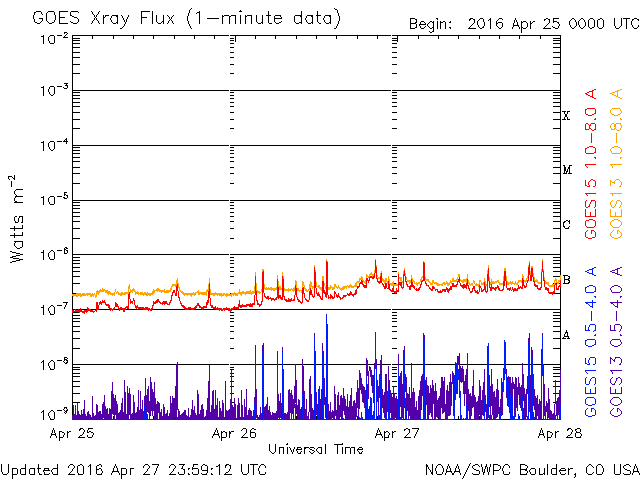 GOES Xray Flux (1-minute data)
Begin: 2016 Apr 25 0000 UTC
10-2
10-3
10-4
10-5
10-6
10-7
10-8
10-9
Watts m-2
X
M
C
B
A
GOES15 1.0-8.0 A
GOES13 1.0-8.0 A
GOES15 0.5-4.0 A
GOES13 0.5-4.0 A
Apr 25
Apr 26
Apr 27
Apr 28
Universal Time
Updated 2016 Apr 27 23:59:12 UTC
NOAA/SWPC Boulder, CO USA